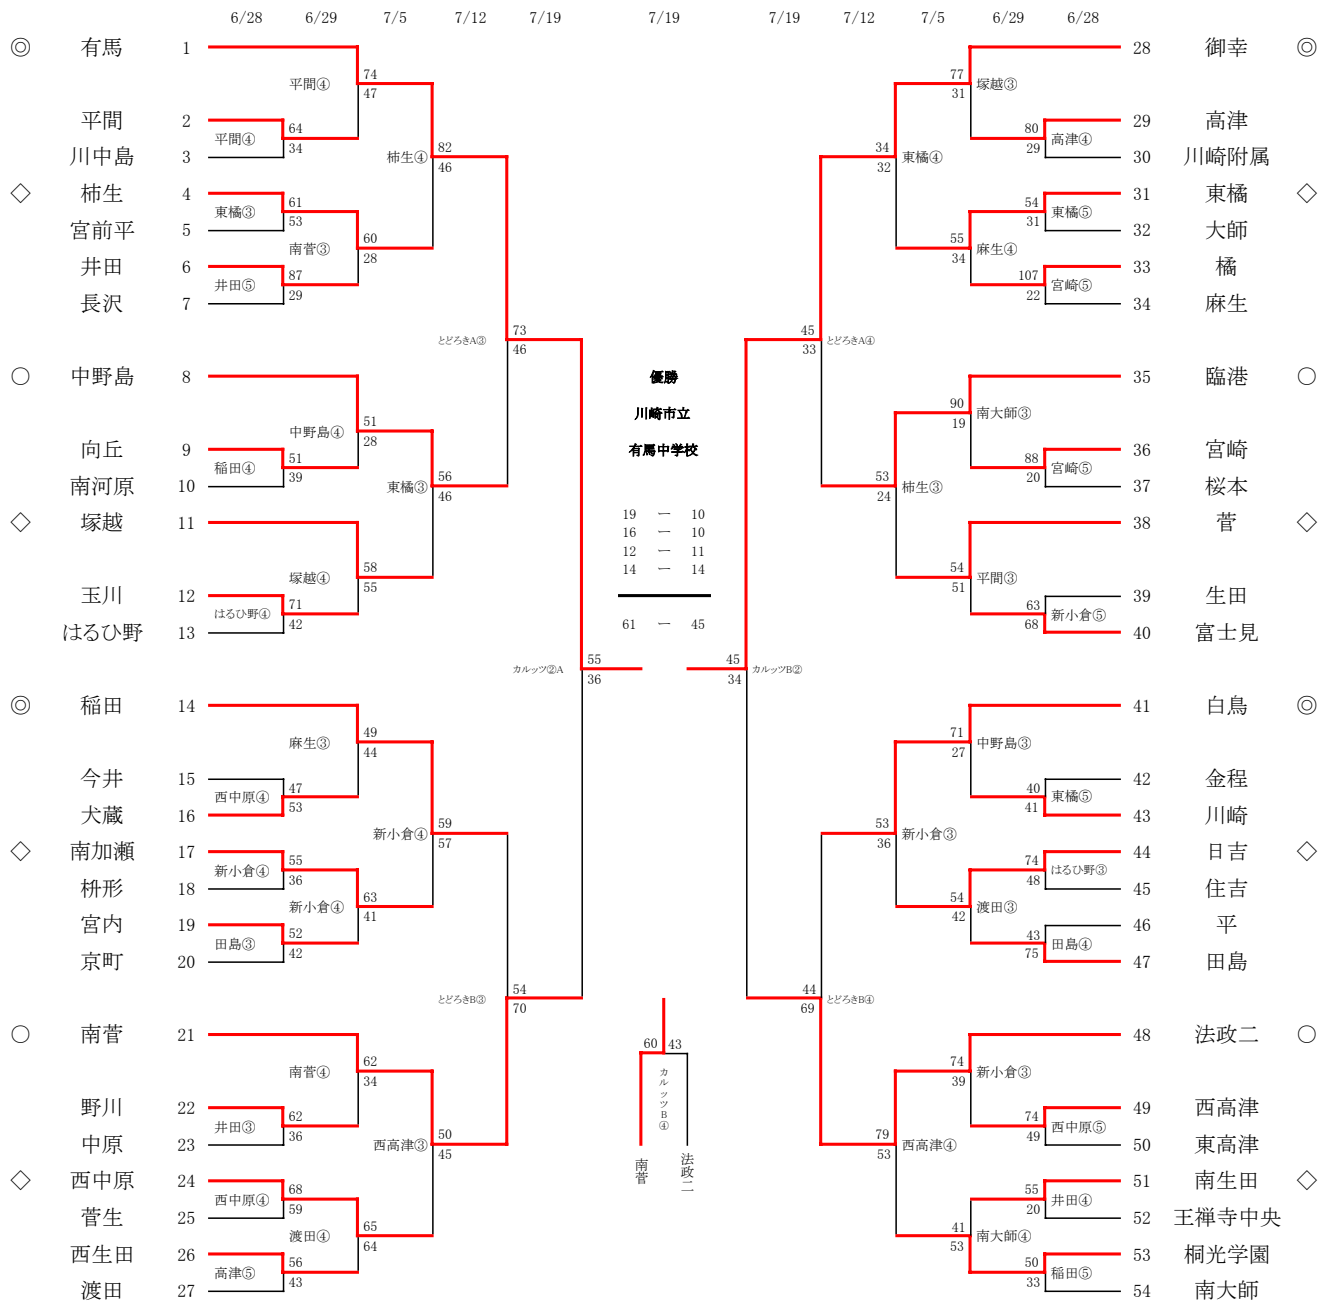 6/28 6/29 7/5 7/12 7/19 7/19 7/19 7/12 7/5 6/29 6/28
◎ 有馬 1
平間④ 74
47
平間 2
平間④ 64
34
川中島 3
柿生④ 82
46
◇ 柿生 4
東橘③ 61
53
宮前平 5
南菅③ 60
28
井田 6
井田⑤ 87
29
長沢 7
とどろきA③ 73
46
○ 中野島 8
中野島④ 51
28
向丘 9
稲田④ 51
39
南河原 10
東橘③ 56
46
◇ 塚越 11
塚越④ 58
55
玉川 12
はるひ野④ 71
42
はるひ野 13
カルッツ②A 55
36
◎ 稲田 14
麻生③ 49
44
今井 15
西中原④ 47
53
犬蔵 16
新小倉④ 59
57
◇ 南加瀬 17
新小倉④ 55
36
枡形 18
新小倉④ 63
41
宮内 19
田島③ 52
42
京町 20
とどろきB③ 54
70
○ 南菅 21
南菅④ 62
34
野川 22
井田③ 62
36
中原 23
西高津③ 50
45
◇ 西中原 24
西中原④ 68
59
菅生 25
渡田④ 65
64
西生田 26
高津⑤ 56
43
渡田 27
優勝
川崎市立
有馬中学校
19 ー 10
16 ー 10
12 ー 11
14 ー 14
61 ー 45
60 43
カルッツB④
南菅
法政二
28 御幸 ◎
77 塚越③
31
29 高津
80 高津④
29
30 川崎附属
34 東橘④
32
31 東橘 ◇
54 東橘⑤
31
32 大師
55 麻生④
34
33 橘
107 宮崎⑤
22
34 麻生
45 とどろきA④
33
35 臨港 ○
90 南大師③
19
36 宮崎
88 宮崎⑤
20
37 桜本
53 柿生③
24
38 菅 ◇
54 平間③
51
39 生田
63 新小倉⑤
68
40 富士見
45 カルッツB②
34
41 白鳥 ◎
71 中野島③
27
42 金程
40 東橘⑤
41
43 川崎
53 新小倉③
36
44 日吉 ◇
74 はるひ野③
48
45 住吉
54 渡田③
42
46 平
43 田島④
75
47 田島
44 とどろきB④
69
48 法政二 ○
74 新小倉③
39
49 西高津
74 西中原⑤
49
50 東高津
79 西高津④
53
51 南生田 ◇
55 井田④
20
52 王禅寺中央
41 南大師④
53
53 桐光学園
50 稲田⑤
33
54 南大師